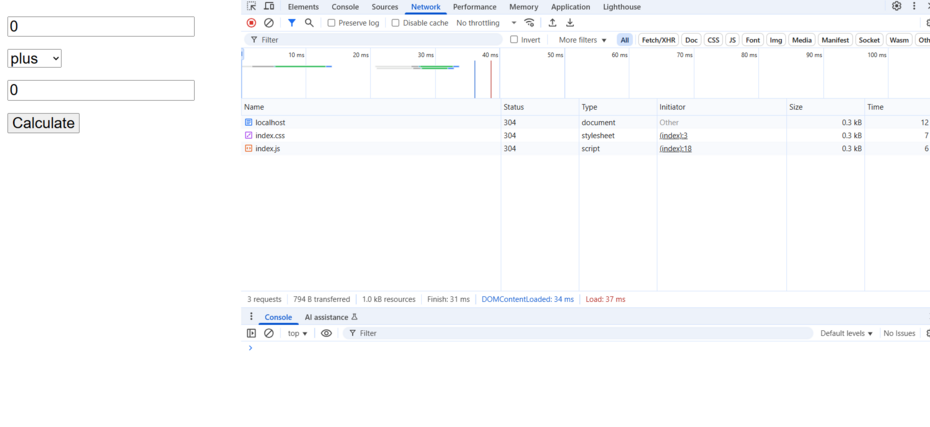 0
plus
0
Calculate
Elements Console Sources Network Performance Memory Application Lighthouse
Preserve log Disable cache No throttling
Filter Invert More filters All Fetch/XHR Doc CSS JS Font Img Media Manifest Socket Wasm Oth
10 ms 20 ms 30 ms 40 ms 50 ms 60 ms 70 ms 80 ms 90 ms 100 ms
Name Status Type Initiator Size Time
localhost 304 document Other 0.3 kB 12
index.css 304 stylesheet (index):3 0.3 kB 7
index.js 304 script (index):18 0.3 kB 6
3 requests 794 B transferred 1.0 kB resources Finish: 31 ms DOMContentLoaded: 34 ms Load: 37 ms
Console AI assistance
top Filter Default levels No Issues